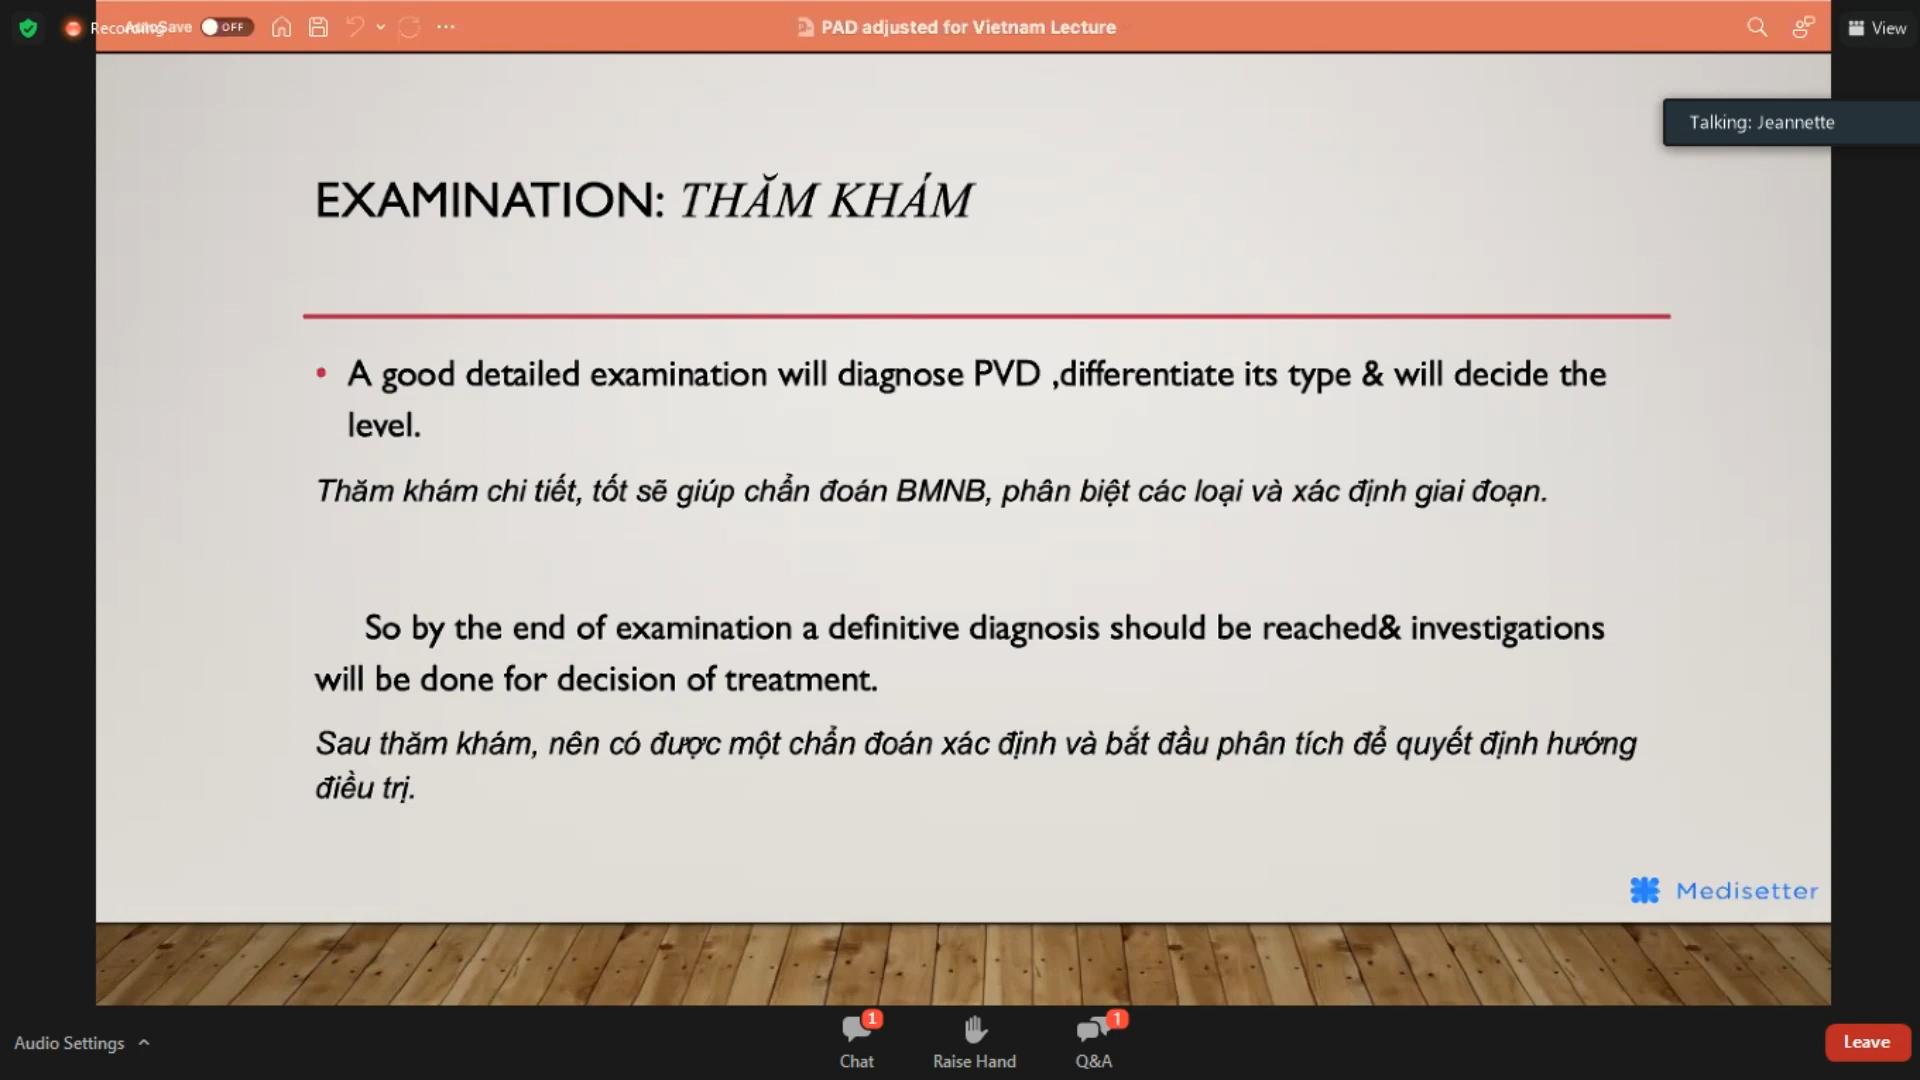 Recording
AutoSave
OFF
PAD adjusted for Vietnam Lecture
View
Talking: Jeannette
EXAMINATION: THĂM KHÁM
• A good detailed examination will diagnose PVD ,differentiate its type & will decide the
level.
Thăm khám chi tiết, tốt sẽ giúp chẩn đoán BMNB, phân biệt các loại và xác định giai đoạn.
So by the end of examination a definitive diagnosis should be reached& investigations
will be done for decision of treatment.
Sau thăm khám, nên có được một chẩn đoán xác định và bắt đầu phân tích để quyết định hướng
điều trị.
Medisetter
Audio Settings
1
Chat
Raise Hand
1
Q&A
Leave